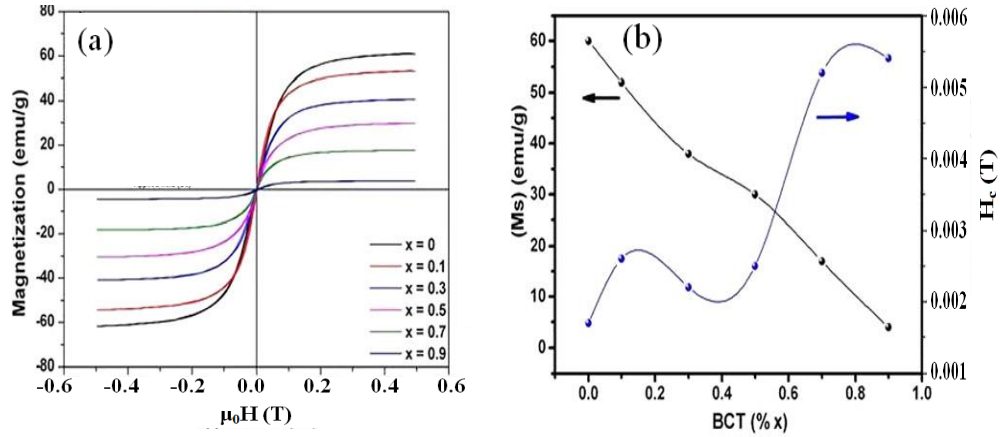 (a)
80
60
40
20
0
-20
-40
-60
-80
Magnetization (emu/g)
x = 0
x = 0.1
x = 0.3
x = 0.5
x = 0.7
x = 0.9
-0.6 -0.4 -0.2 0.0 0.2 0.4 0.6
μ₀H (T)
(b)
60
50
40
30
20
10
0
(Ms) (emu/g)
0.006
0.005
0.004
0.003
0.002
0.001
Hc (T)
0.0 0.2 0.4 0.6 0.8 1.0
BCT (% x)